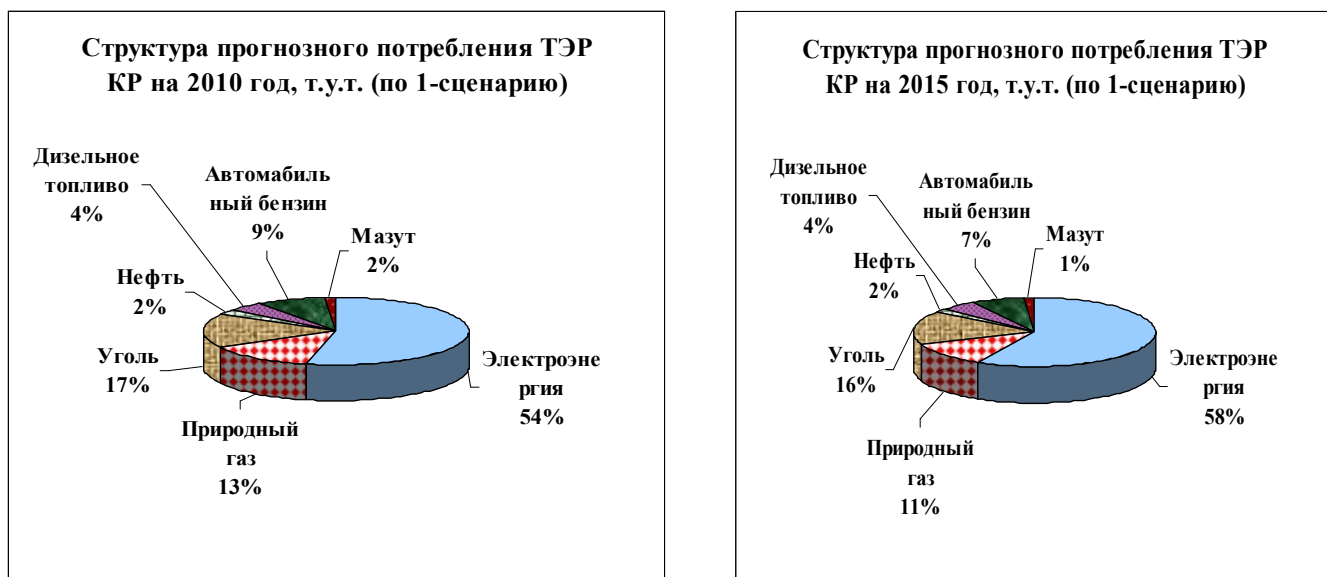 Структура прогнозного потребления ТЭР
КР на 2010 год, т.у.т. (по 1-сценарию)
Дизельное
топливо
4%
Автомабиль
ный бензин
9%
Мазут
2%
Нефть
2%
Уголь
17%
Электроэне
ргия
54%
Природный
газ
13%
Структура прогнозного потребления ТЭР
КР на 2015 год, т.у.т. (по 1-сценарию)
Дизельное
топливо
4%
Автомабиль
ный бензин
7%
Мазут
1%
Нефть
2%
Уголь
16%
Электроэне
ргия
58%
Природный
газ
11%